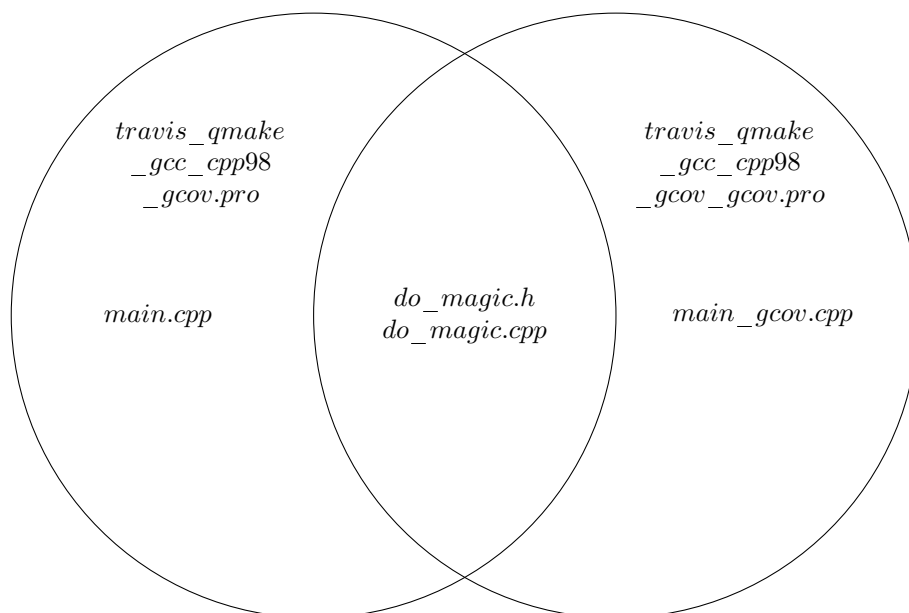 travis_qmake
_gcc_cpp98
_gcov.pro
travis_qmake
_gcc_cpp98
_gcov_gcov.pro
main.cpp
do_magic.h
do_magic.cpp
main_gcov.cpp